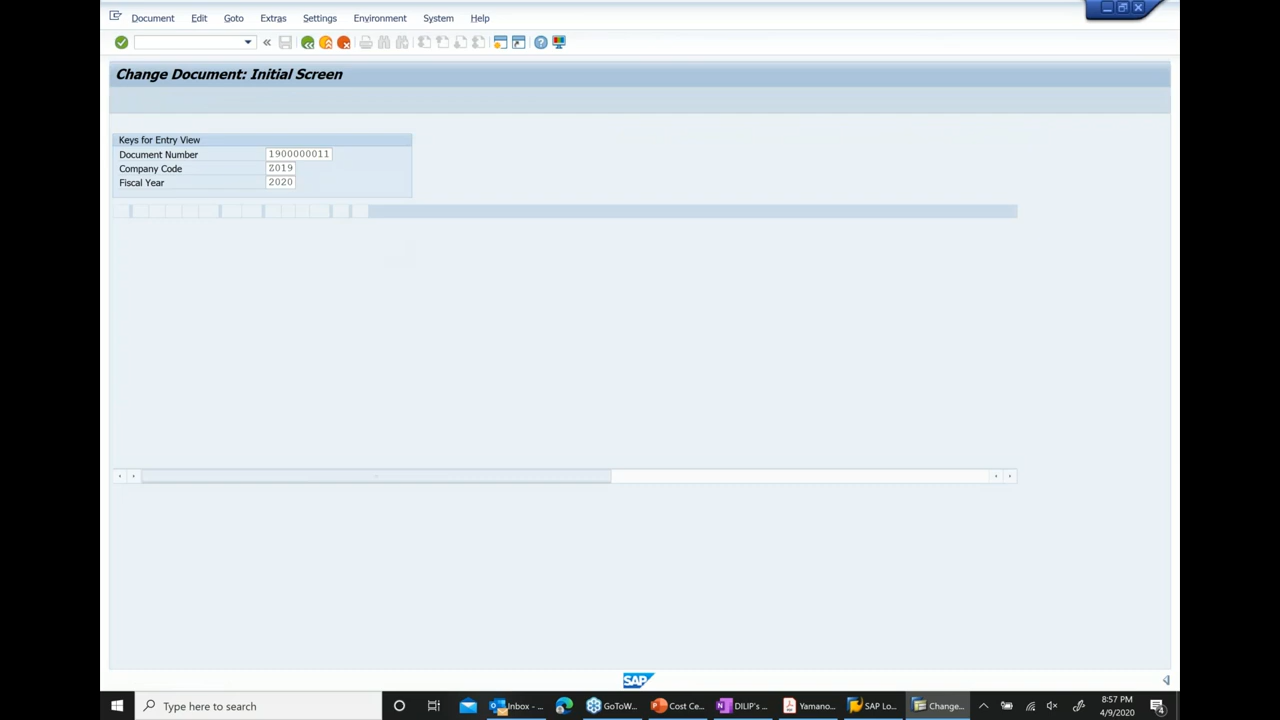 Document Edit Goto Extras Settings Environment System Help
Change Document: Initial Screen
Keys for Entry View
Document Number 1900000011
Company Code Z019
Fiscal Year 2020
SAP
Type here to search
Inbox - ...
GoToW...
Cost Ce...
DILIP's ...
Yamano...
SAP Lo...
Change...
8:57 PM
4/9/2020
4